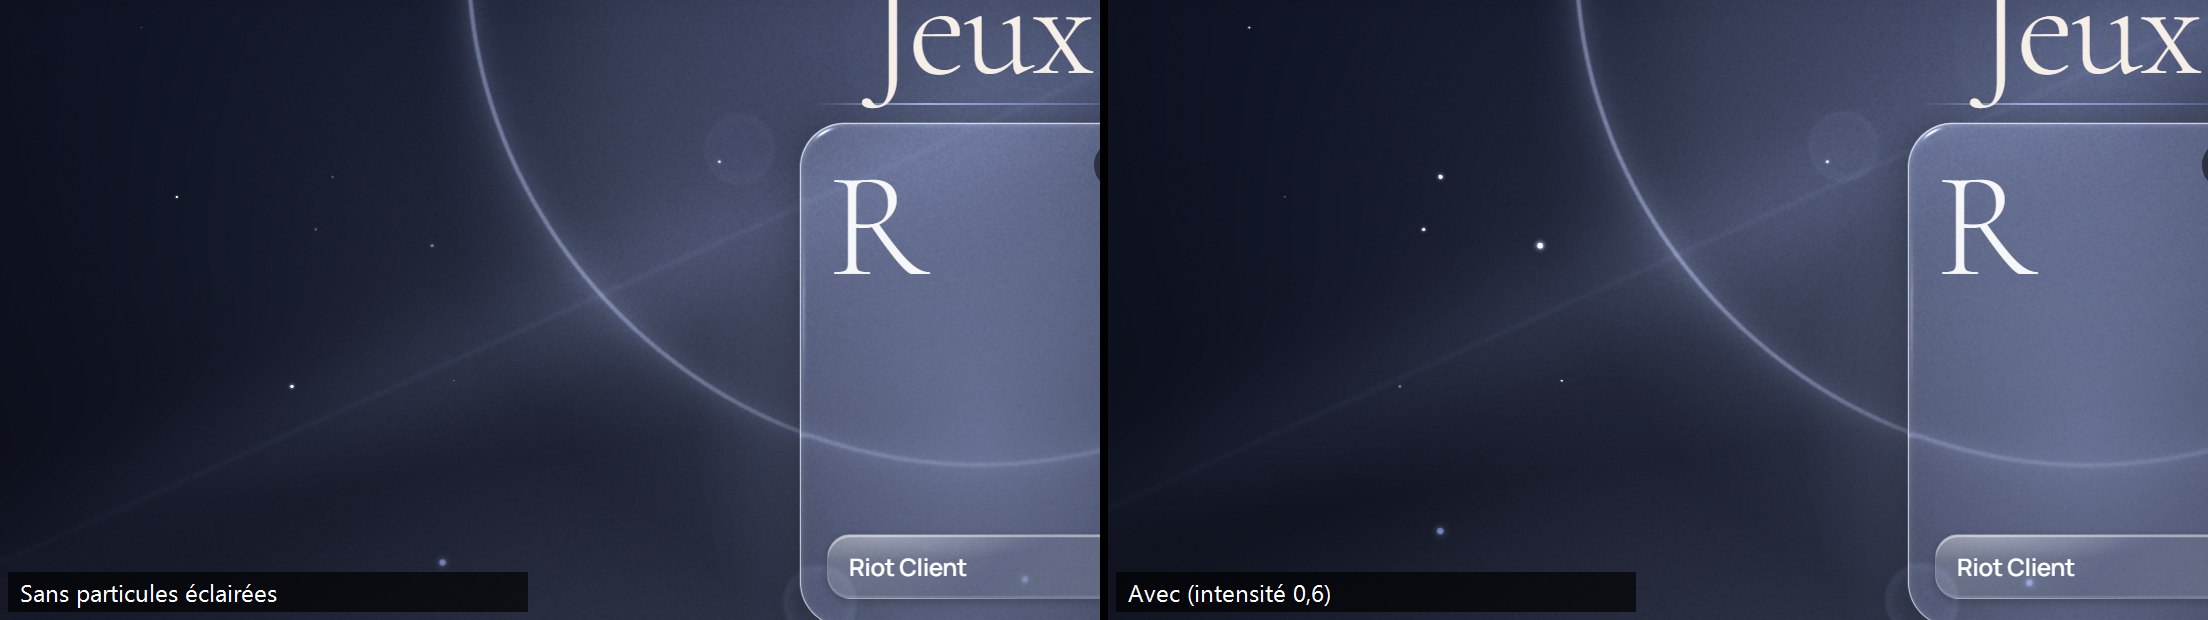 Jeux
R
Riot Client
Sans particules éclairées
Jeux
R
Riot Client
Avec (intensité 0,6)